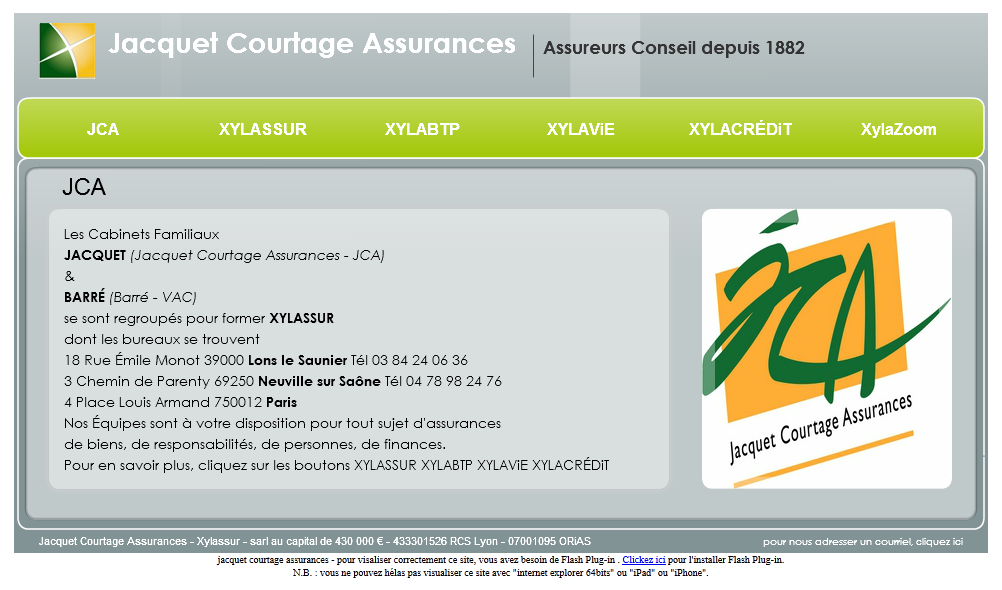 Jacquet Courtage Assurances
Assureurs Conseil depuis 1882
JCA XYLASSUR XYLABTP XYLAViE XYLACRÉDiT XylaZoom
JCA
Les Cabinets Familiaux
JACQUET (Jacquet Courtage Assurances - JCA)
&
BARRÉ (Barré - VAC)
se sont regroupés pour former XYLASSUR
dont les bureaux se trouvent
18 Rue Émile Monot 39000 Lons le Saunier Tél 03 84 24 06 36
3 Chemin de Parenty 69250 Neuville sur Saône Tél 04 78 98 24 76
4 Place Louis Armand 750012 Paris
Nos Équipes sont à votre disposition pour tout sujet d'assurances
de biens, de responsabilités, de personnes, de finances.
Pour en savoir plus, cliquez sur les boutons XYLASSUR XYLABTP XYLAViE XYLACRÉDIT
JCA
Jacquet Courtage Assurances
Jacquet Courtage Assurances - Xylassur - sarl au capital de 430 000 € - 433301526 RCS Lyon - 07001095 ORiAS
pour nous adresser un courriel, cliquez ici
jacquet courtage assurances - pour visaliser correctement ce site, vous avez besoin de Flash Plug-in . Clickez ici pour l'installer Flash Plug-in.
N.B. : vous ne pouvez hélas pas visualiser ce site avec "internet explorer 64bits" ou "iPad" ou "iPhone".